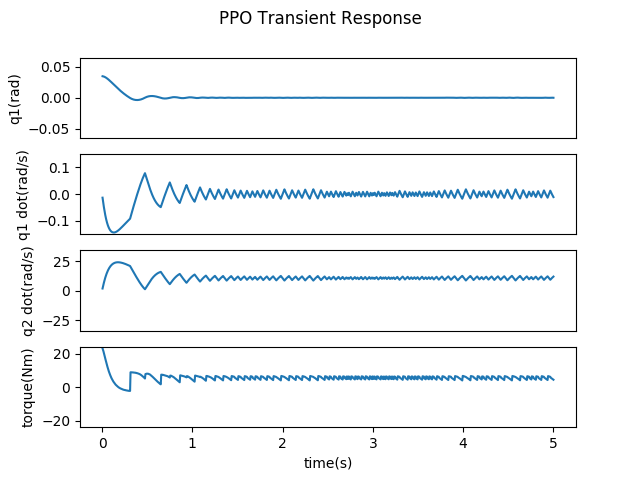 PPO Transient Response
q1(rad)
0.05
0.00
−0.05
q1 dot(rad/s)
0.1
0.0
−0.1
q2 dot(rad/s)
25
0
−25
torque(Nm)
20
0
−20
0 1 2 3 4 5
time(s)